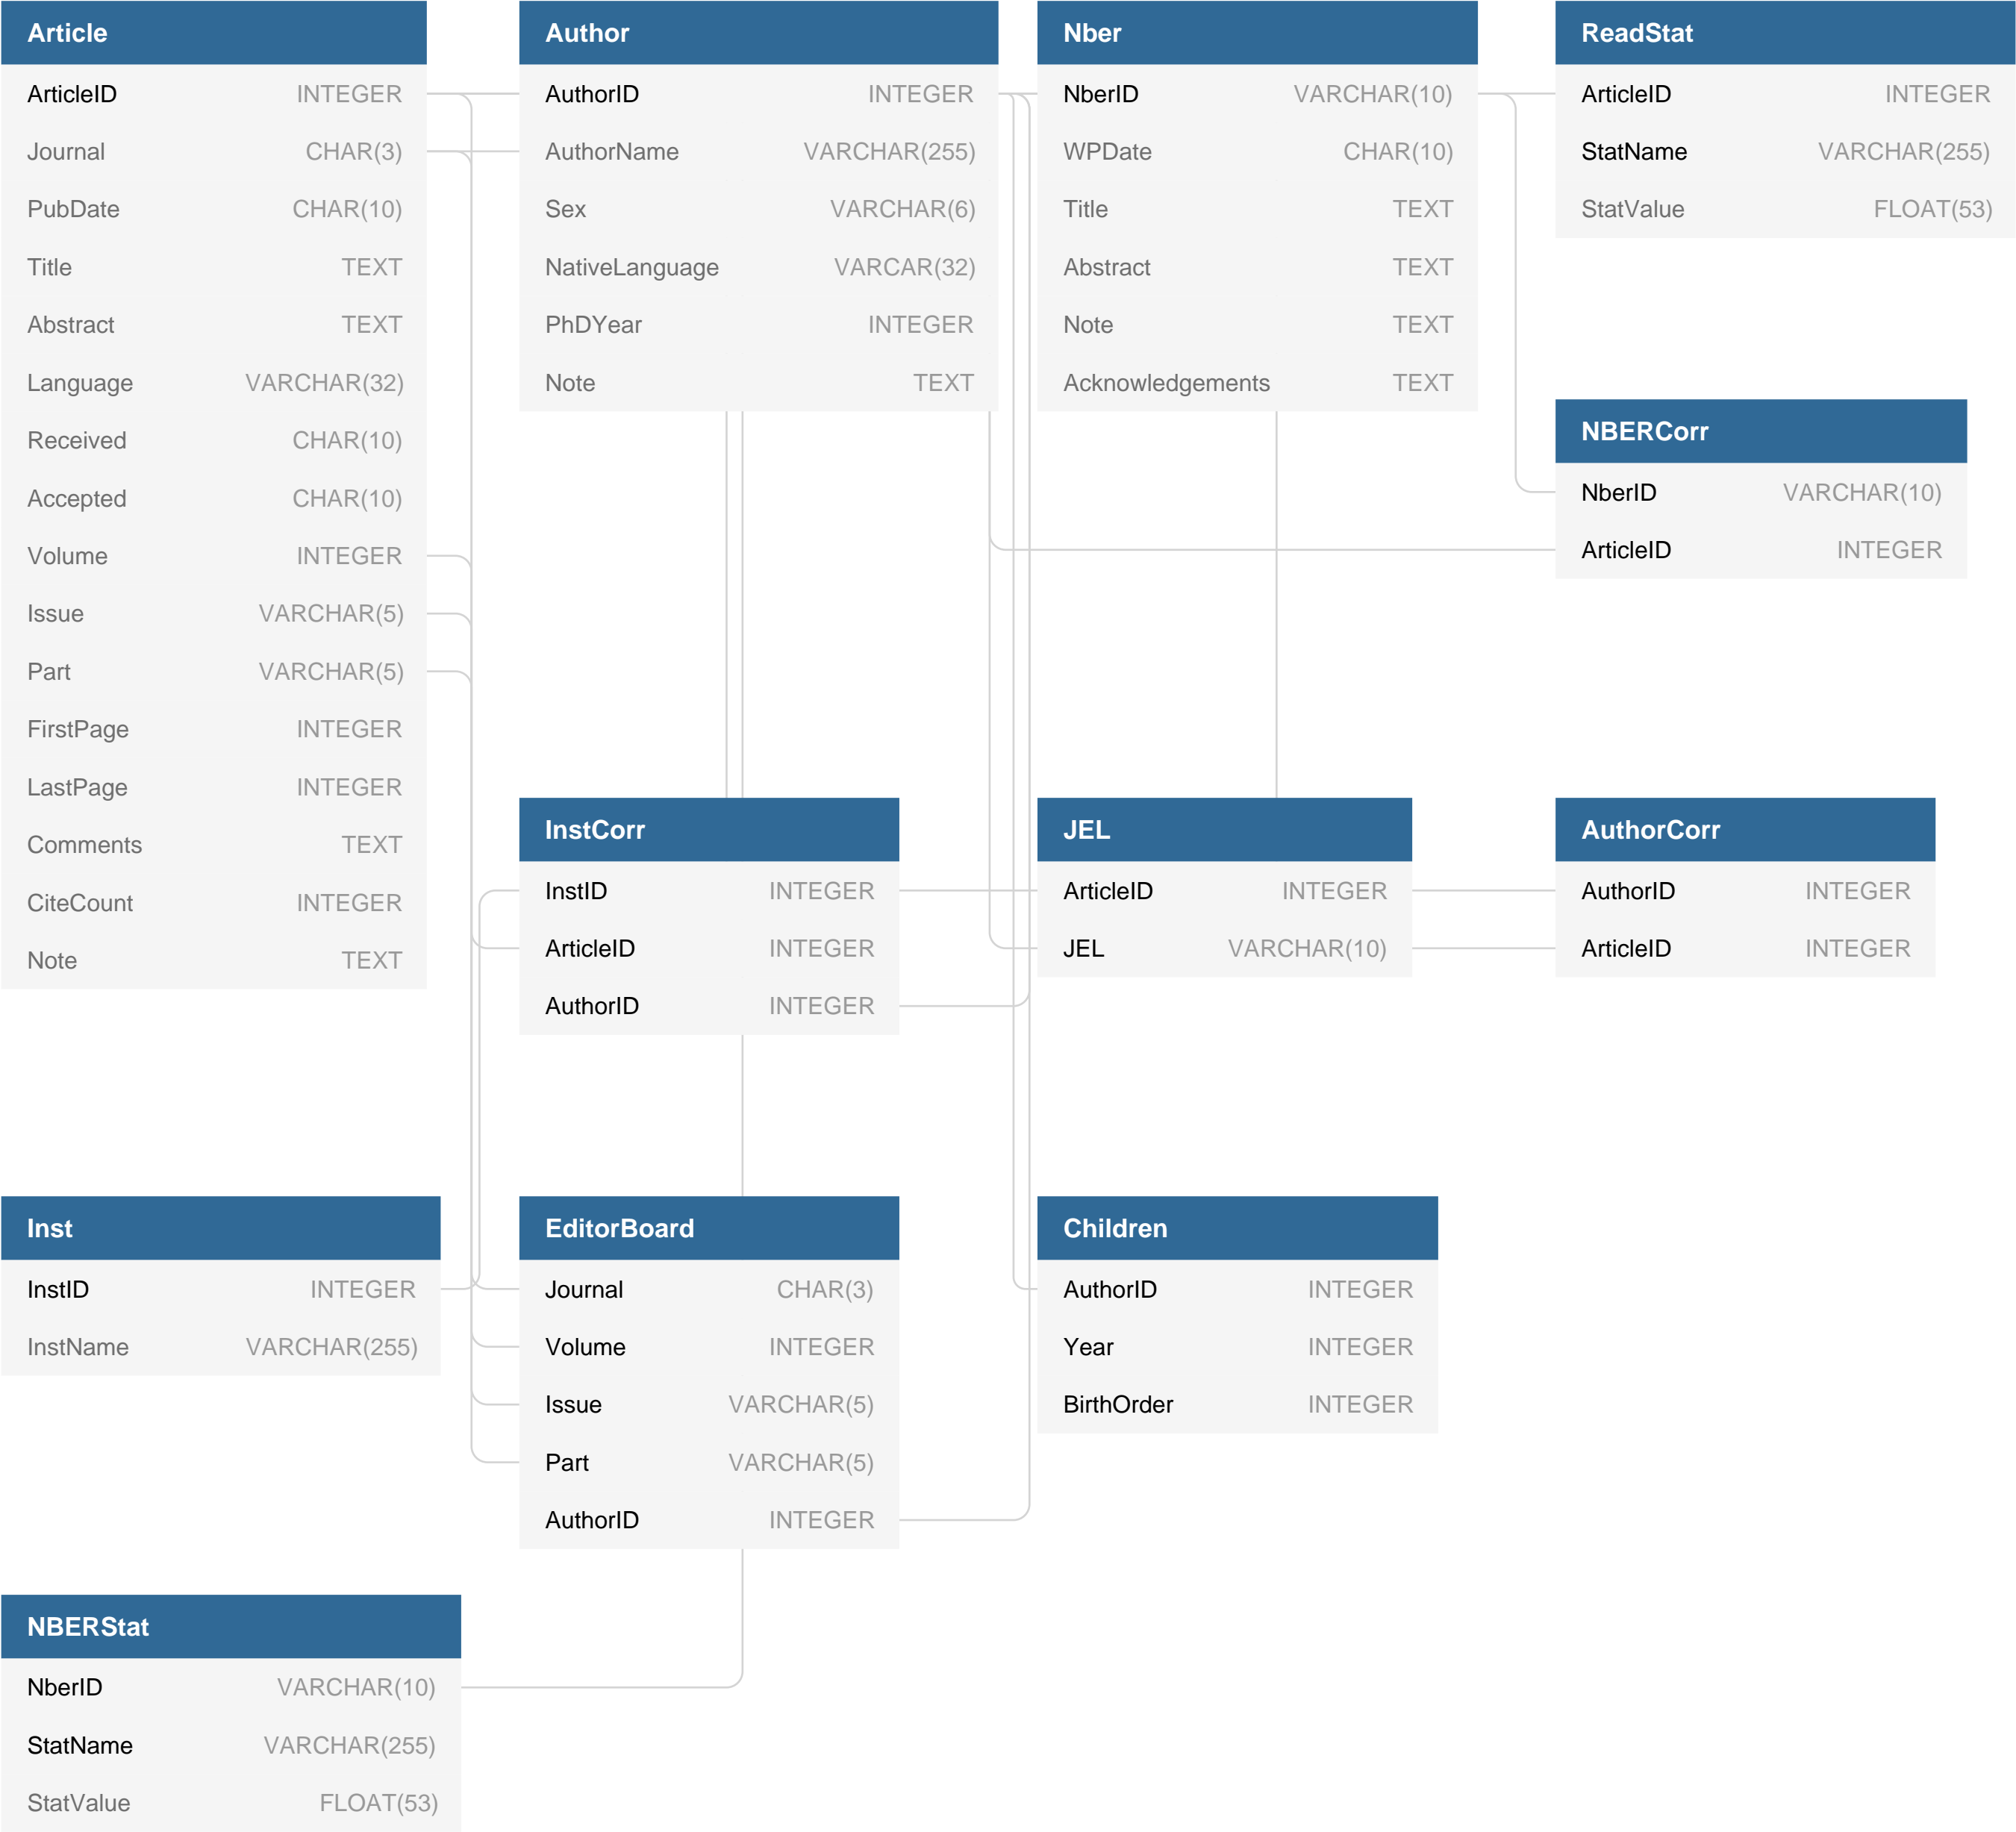 Article
ArticleID INTEGER
Journal CHAR(3)
PubDate CHAR(10)
Title TEXT
Abstract TEXT
Language VARCHAR(32)
Received CHAR(10)
Accepted CHAR(10)
Volume INTEGER
Issue VARCHAR(5)
Part VARCHAR(5)
FirstPage INTEGER
LastPage INTEGER
Comments TEXT
CiteCount INTEGER
Note TEXT
Author
AuthorID INTEGER
AuthorName VARCHAR(255)
Sex VARCHAR(6)
NativeLanguage VARCAR(32)
PhDYear INTEGER
Note TEXT
Nber
NberID VARCHAR(10)
WPDate CHAR(10)
Title TEXT
Abstract TEXT
Note TEXT
Acknowledgements TEXT
ReadStat
ArticleID INTEGER
StatName VARCHAR(255)
StatValue FLOAT(53)
NBERCorr
NberID VARCHAR(10)
ArticleID INTEGER
InstCorr
InstID INTEGER
ArticleID INTEGER
AuthorID INTEGER
JEL
ArticleID INTEGER
JEL VARCHAR(10)
AuthorCorr
AuthorID INTEGER
ArticleID INTEGER
Inst
InstID INTEGER
InstName VARCHAR(255)
EditorBoard
Journal CHAR(3)
Volume INTEGER
Issue VARCHAR(5)
Part VARCHAR(5)
AuthorID INTEGER
Children
AuthorID INTEGER
Year INTEGER
BirthOrder INTEGER
NBERStat
NberID VARCHAR(10)
StatName VARCHAR(255)
StatValue FLOAT(53)